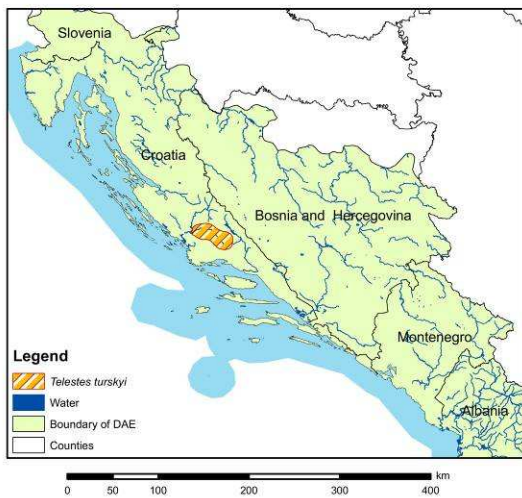 Slovenia
Croatia
Bosnia and Hercegovina
Montenegro
Albania
Legend
Telestes turskyi
Water
Boundary of DAE
Counties
km
0 50 100 200 300 400